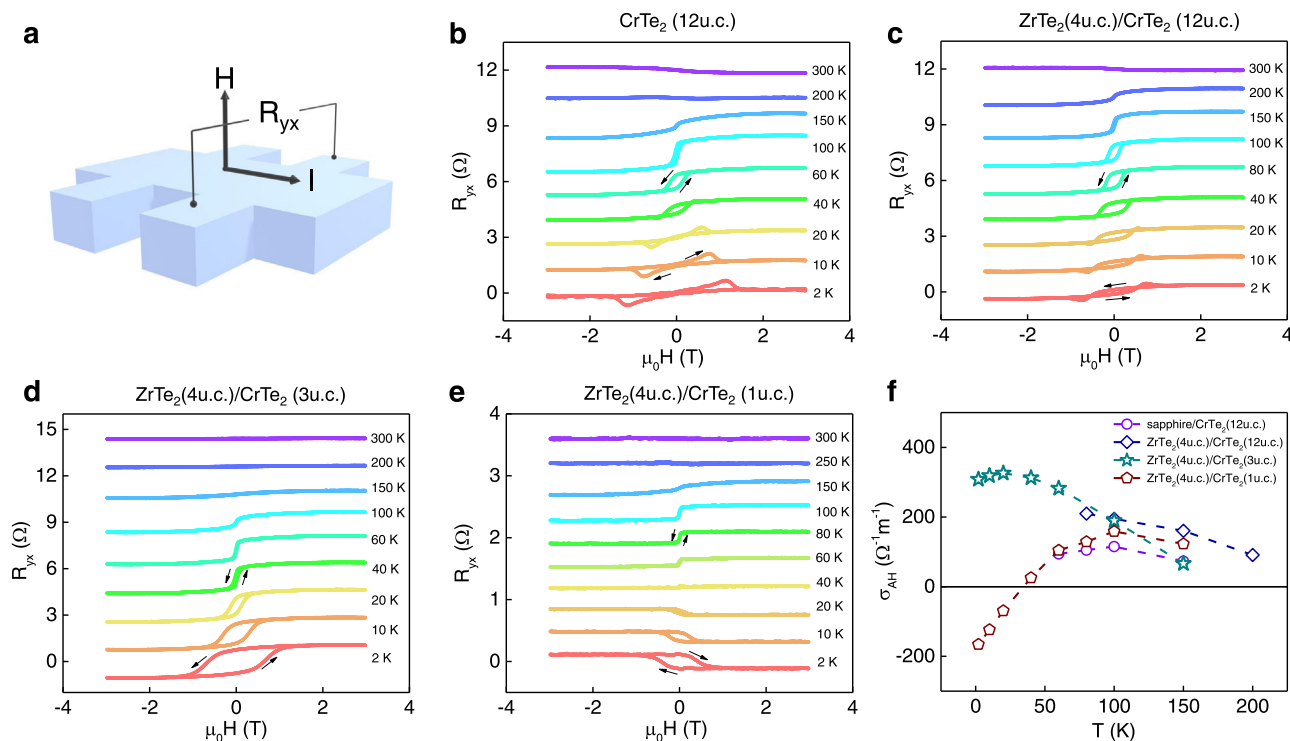 a
H
R_yx
I
b
CrTe₂ (12u.c.)
R_yx (Ω)
12
9
6
3
0
300 K
200 K
150 K
100 K
60 K
40 K
20 K
10 K
2 K
-4
-2
0
2
4
μ₀H (T)
c
ZrTe₂(4u.c.)/CrTe₂ (12u.c.)
R_yx (Ω)
12
9
6
3
0
300 K
200 K
150 K
100 K
80 K
40 K
20 K
10 K
2 K
-4
-2
0
2
4
μ₀H (T)
d
ZrTe₂(4u.c.)/CrTe₂ (3u.c.)
R_yx (Ω)
15
12
9
6
3
0
300 K
200 K
150 K
100 K
60 K
40 K
20 K
10 K
2 K
-4
-2
0
2
4
μ₀H (T)
e
ZrTe₂(4u.c.)/CrTe₂ (1u.c.)
R_yx (Ω)
4
3
2
1
0
300 K
250 K
150 K
100 K
80 K
60 K
40 K
20 K
10 K
2 K
-4
-2
0
2
4
μ₀H (T)
f
sapphire/CrTe₂(12u.c.)
ZrTe₂(4u.c.)/CrTe₂(12u.c.)
ZrTe₂(4u.c.)/CrTe₂(3u.c.)
ZrTe₂(4u.c.)/CrTe₂(1u.c.)
σ_AH (Ω⁻¹m⁻¹)
400
200
0
-200
0
50
100
150
200
T (K)